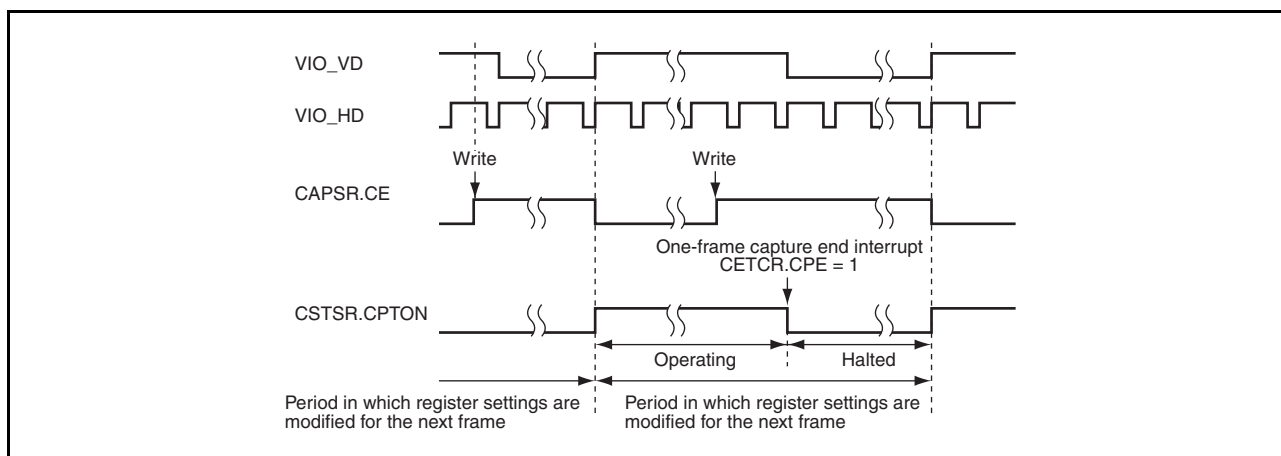 VIO_VD
VIO_HD
Write
Write
CAPSR.CE
One-frame capture end interrupt
CETCR.CPE = 1
CSTSR.CPTON
Operating
Halted
Period in which register settings are
modified for the next frame
Period in which register settings are
modified for the next frame